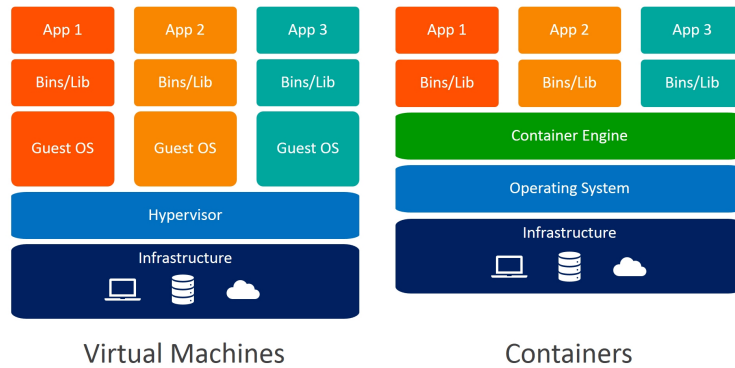 App 1
App 2
App 3
Bins/Lib
Bins/Lib
Bins/Lib
Guest OS
Guest OS
Guest OS
Hypervisor
Infrastructure
Virtual Machines
App 1
App 2
App 3
Bins/Lib
Bins/Lib
Bins/Lib
Container Engine
Operating System
Infrastructure
Containers